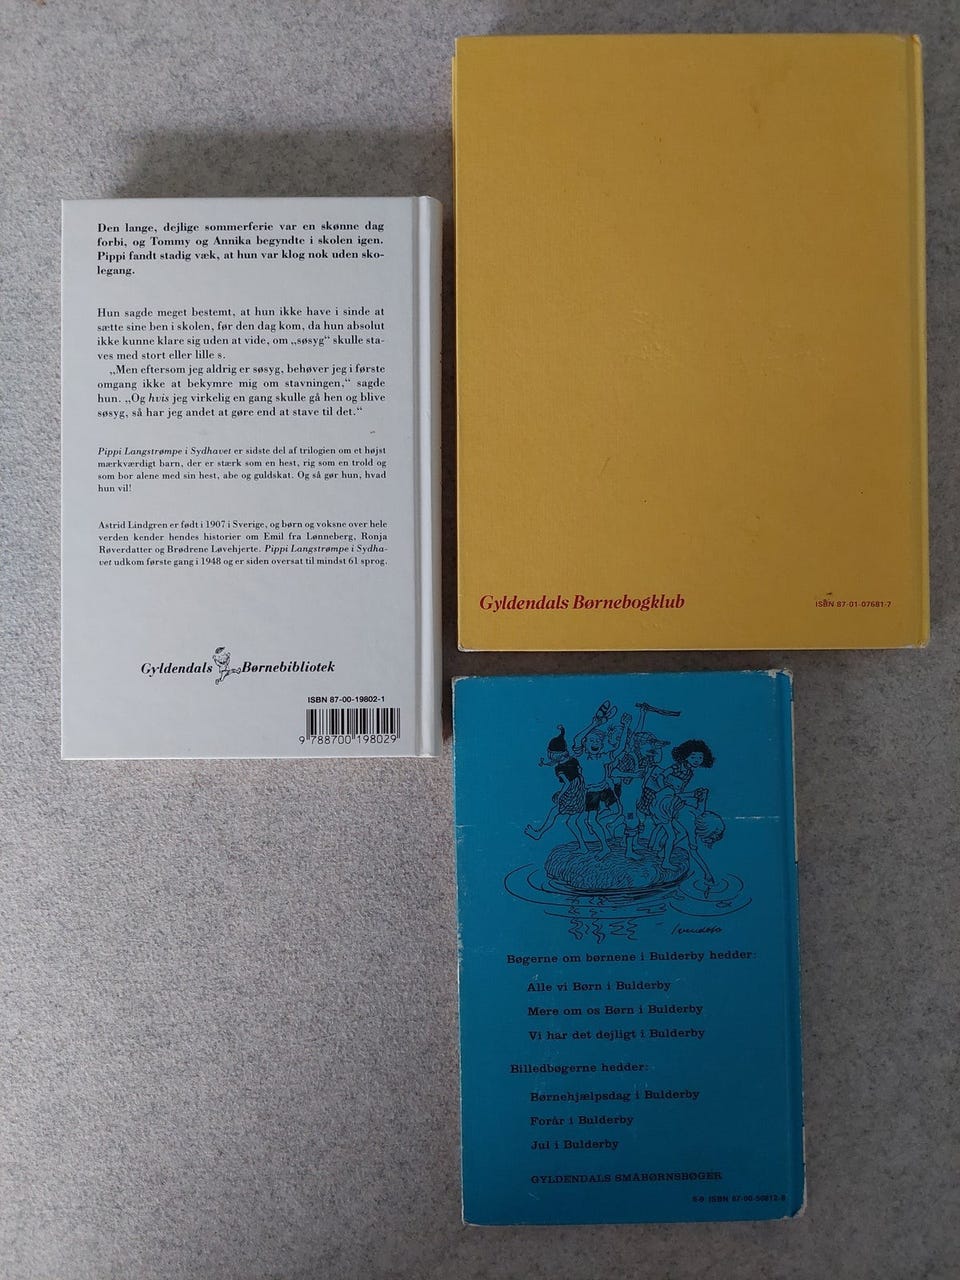 Den lange, dejlige sommerferie var en skønne dag
forbi, og Tommy og Annika begyndte i skolen igen.
Pippi fandt stadig væk, at hun var klog nok uden sko-
legang.
Hun sagde meget bestemt, at hun ikke have i sinde at
sætte sine ben i skolen, før den dag kom, da hun absolut
ikke kunne klare sig uden at vide, om „søsyg“ skulle sta-
ves med stort eller lille s.
„Men eftersom jeg aldrig er søsyg, behøver jeg i første
omgang ikke at bekymre mig om stavningen,“ sagde
hun. „Og hvis jeg virkelig en gang skulle gå hen og blive
søsyg, så har jeg andet at gøre end at stave til det.“
Pippi Langstrømpe i Sydhavet er sidste del af trilogien om et højst
mærkværdigt barn, der er stærk som en hest, rig som en trold og
som bor alene med sin hest, abe og guldskat. Og så gør hun, hvad
hun vil!
Astrid Lindgren er født i 1907 i Sverige, og børn og voksne over hele
verden kender hendes historier om Emil fra Lønneberg, Ronja
Røverdatter og Brødrene Løvehjerte. Pippi Langstrømpe i Sydha-
vet udkom første gang i 1948 og er siden oversat til mindst 61 sprog.
Gyldendals Børnebibliotek
ISBN 87-00-19802-1
9 788700 198029
Gyldendals Børnebogklub
ISBN 87-01-07681-7
Bøgerne om børnene i Bulderby hedder:
Alle vi Børn i Bulderby
Mere om os Børn i Bulderby
Vi har det dejligt i Bulderby
Billedbøgerne hedder:
Børnehjælpsdag i Bulderby
Forår i Bulderby
Jul i Bulderby
GYLDENDALS SMÅBØRNSBØGER
ISBN 87-00-50812-8